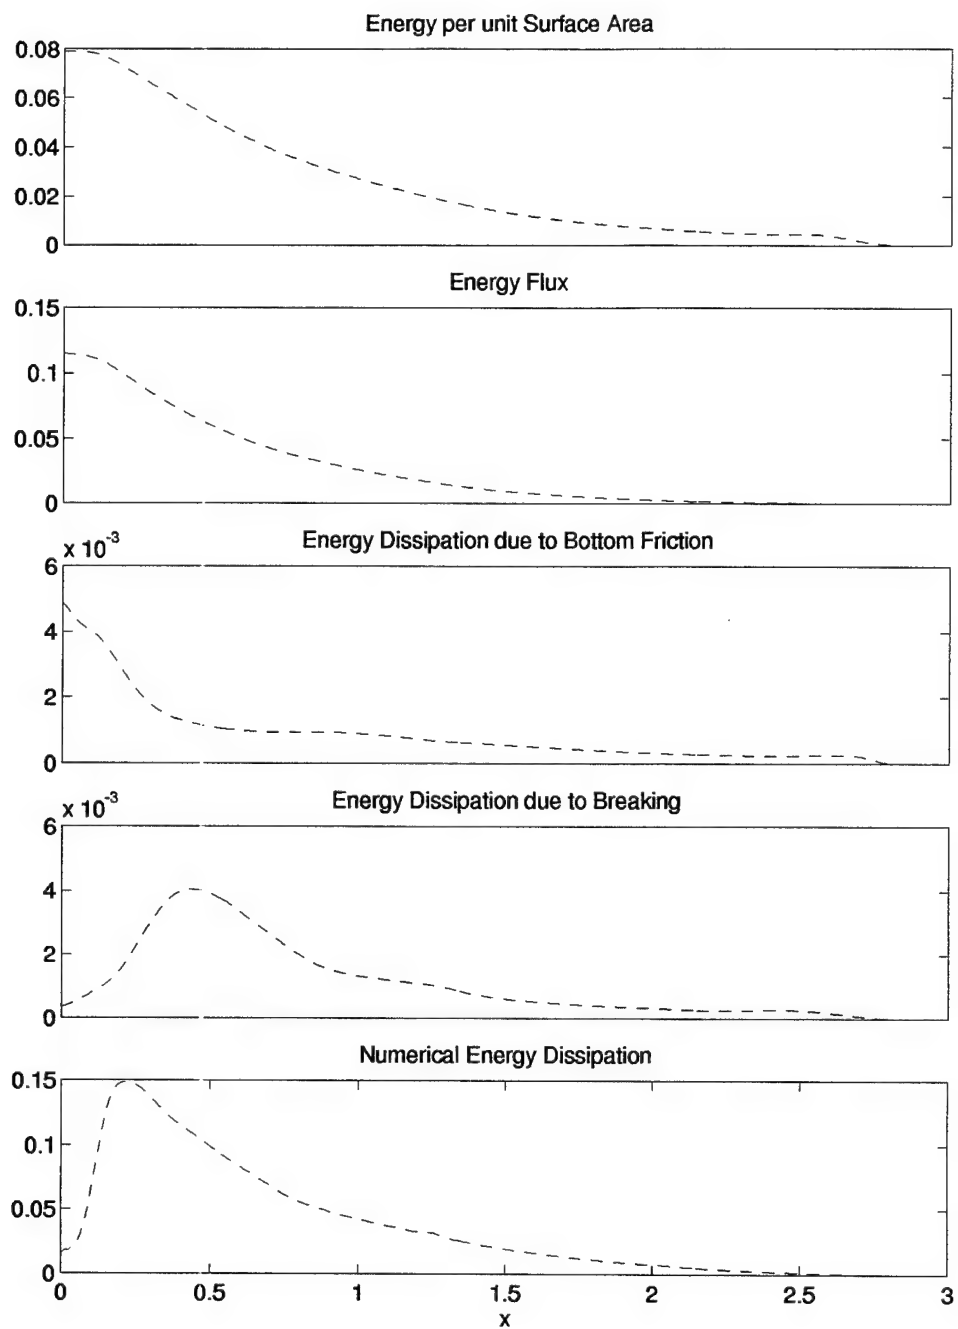 Energy per unit Surface Area
0.08
0.06
0.04
0.02
0
Energy Flux
0.15
0.1
0.05
0
x 10-3
Energy Dissipation due to Bottom Friction
6
4
2
0
x 10-3
Energy Dissipation due to Breaking
6
4
2
0
Numerical Energy Dissipation
0.15
0.1
0.05
0
0 0.5 1 1.5 2 2.5 3
x